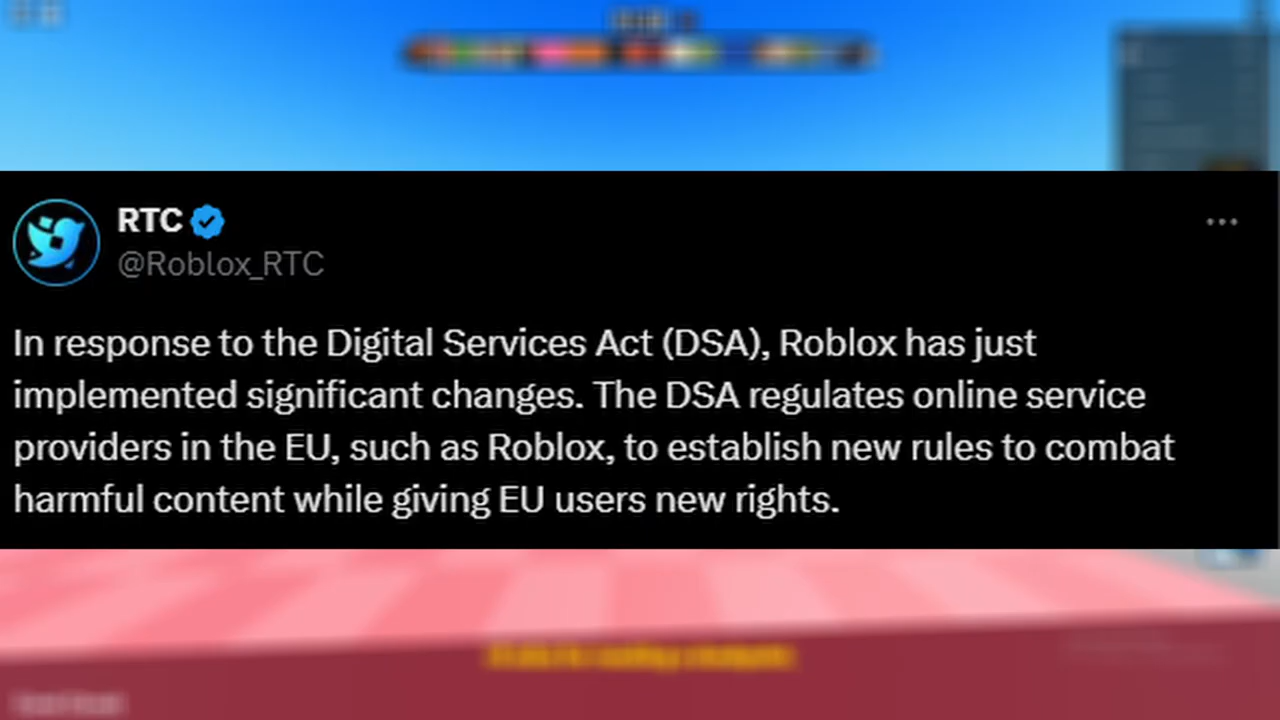 RTC
@Roblox_RTC
In response to the Digital Services Act (DSA), Roblox has just
implemented significant changes. The DSA regulates online service
providers in the EU, such as Roblox, to establish new rules to combat
harmful content while giving EU users new rights.